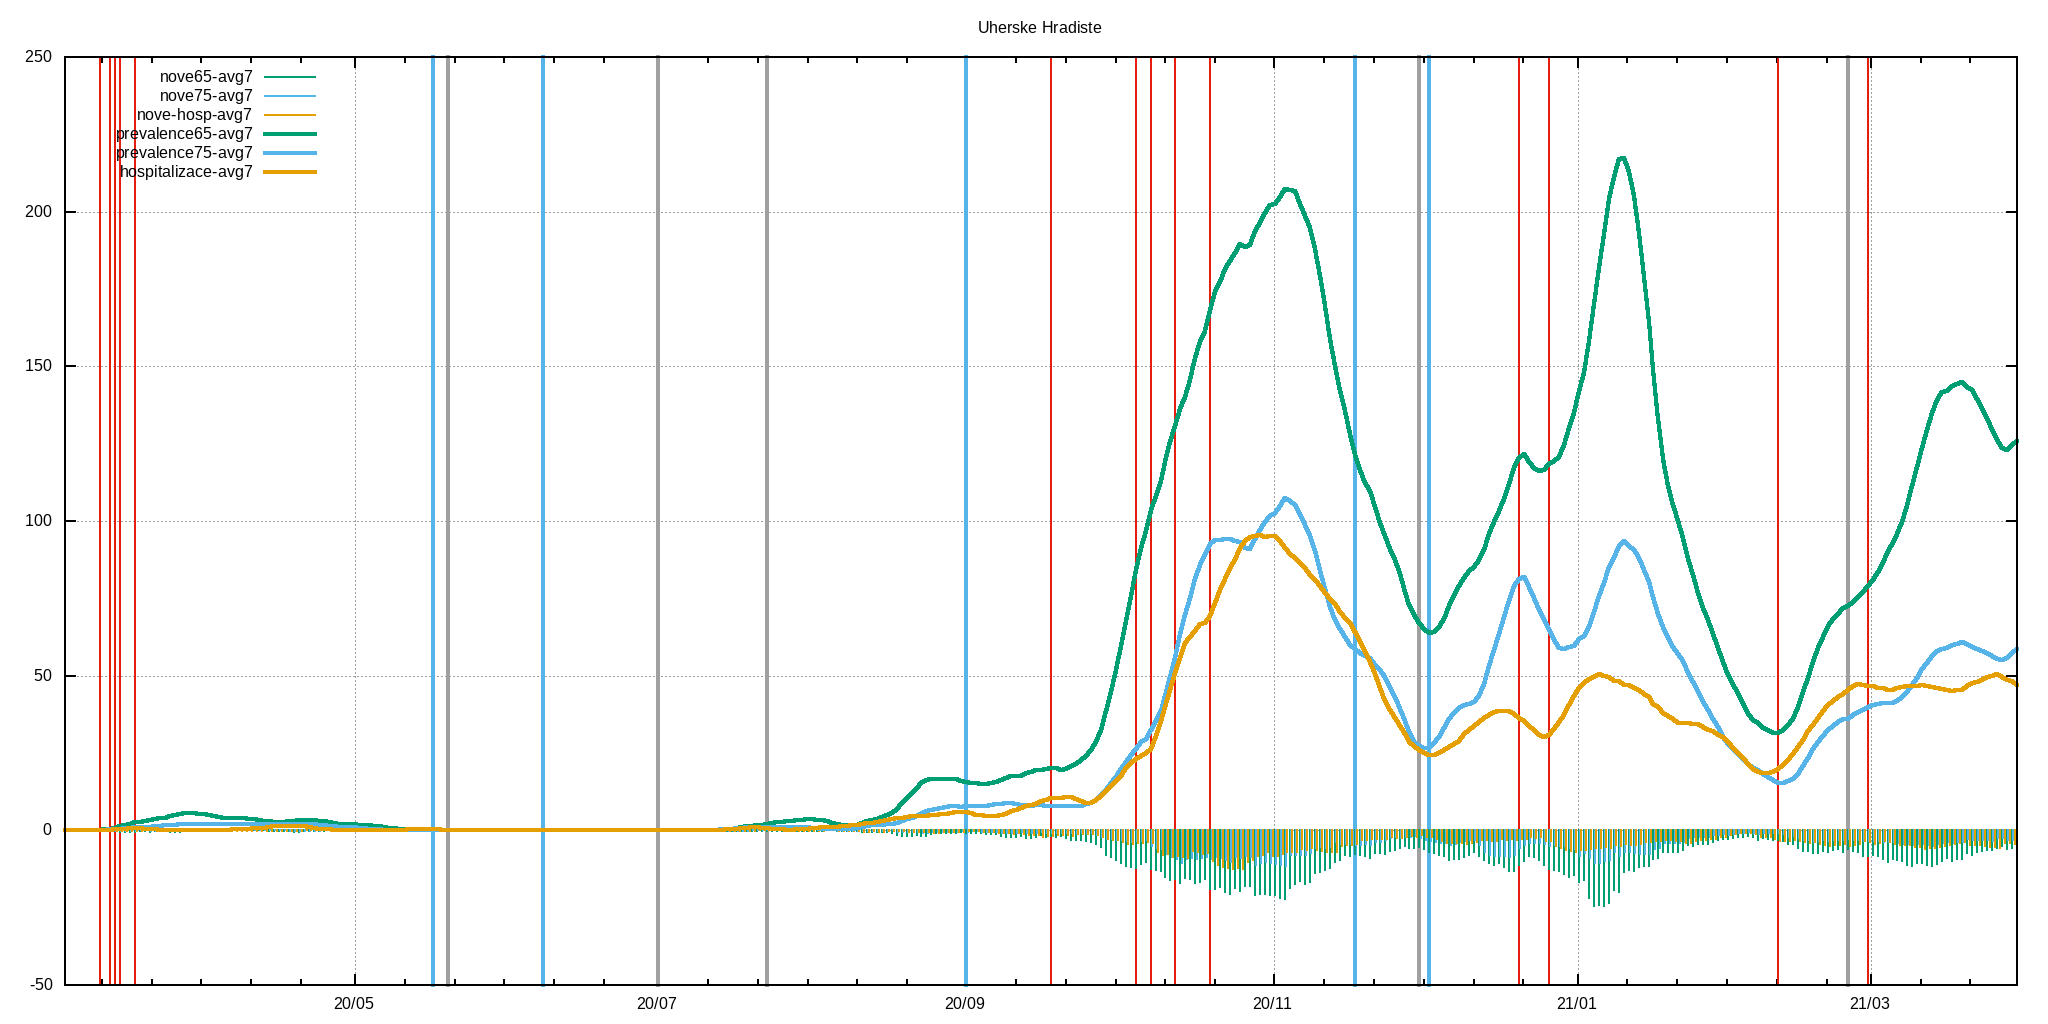 Uherske Hradiste
250
200
150
100
50
0
-50
nove65-avg7
nove75-avg7
nove-hosp-avg7
prevalence65-avg7
prevalence75-avg7
hospitalizace-avg7
20/05 20/07 20/09 20/11 21/01 21/03